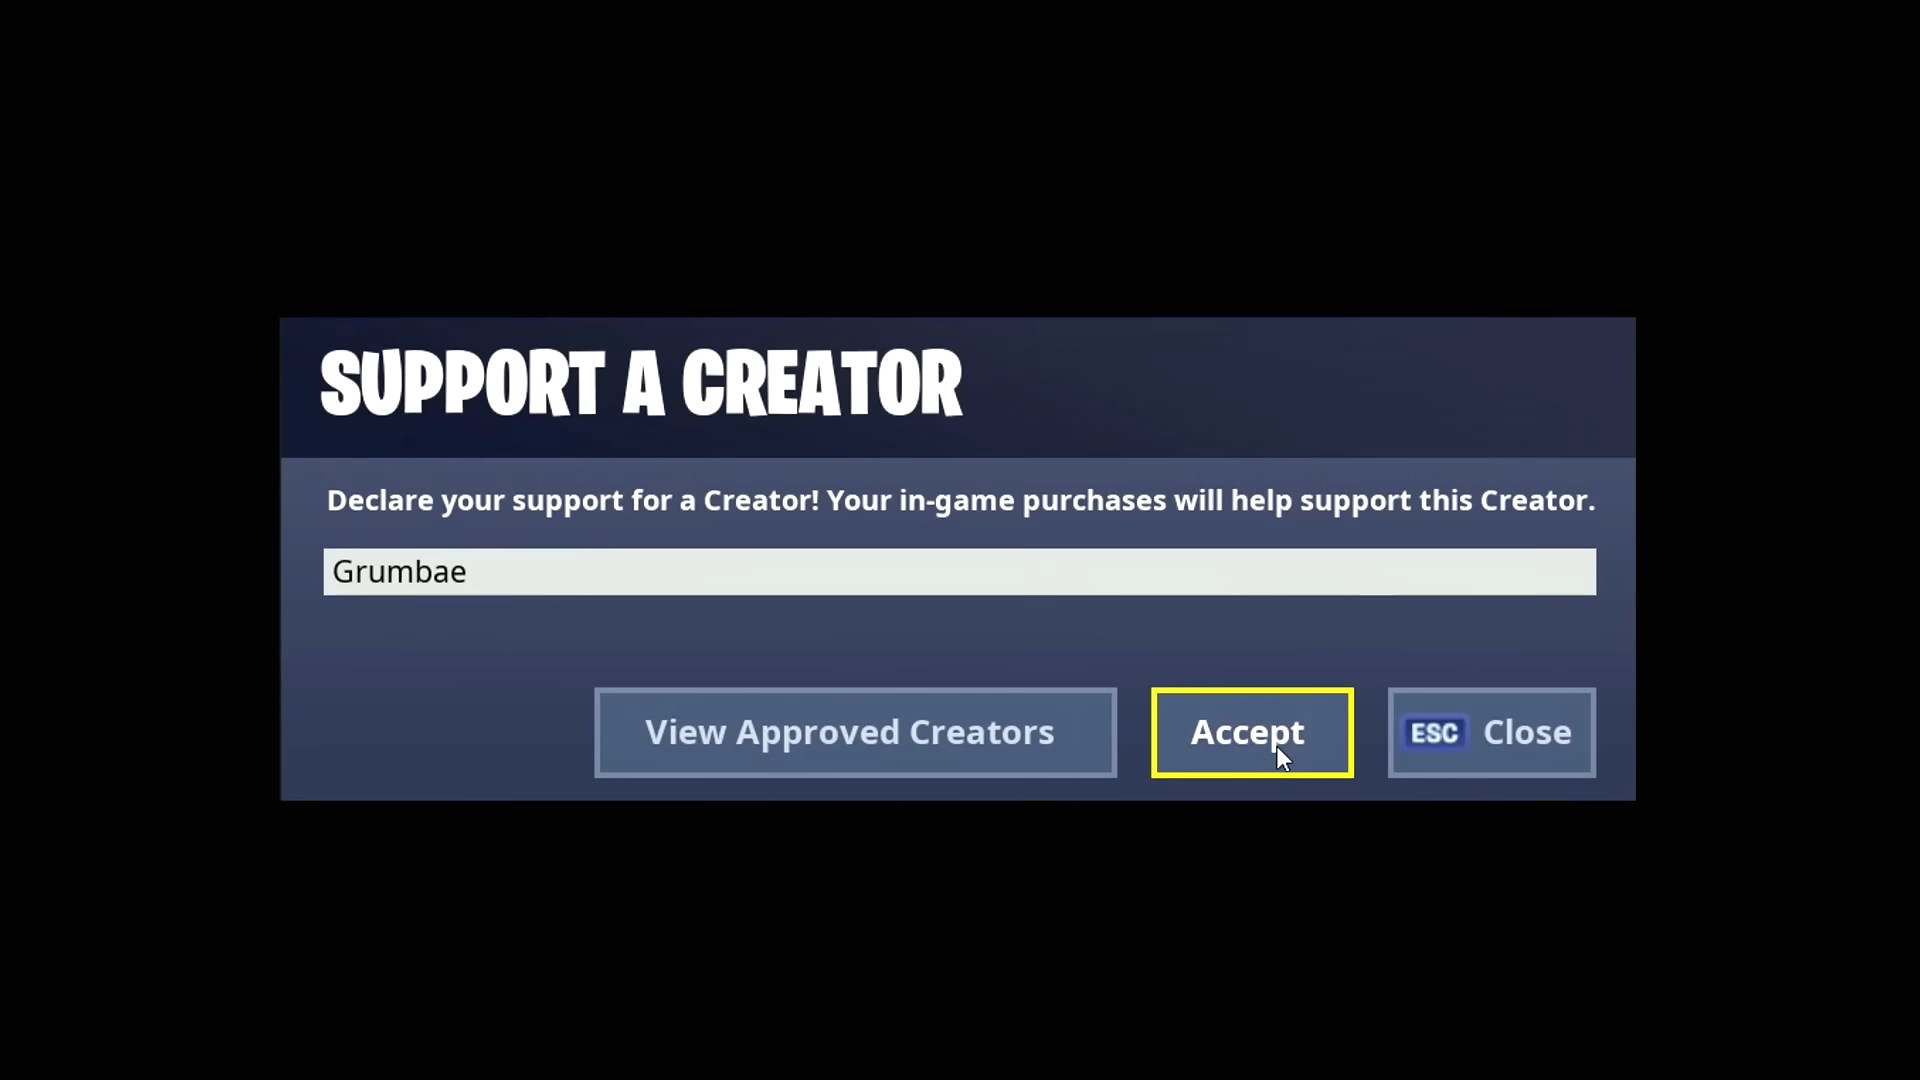 SUPPORT A CREATOR
Declare your support for a Creator! Your in-game purchases will help support this Creator.
Grumbae
View Approved Creators
Accept
ESC Close